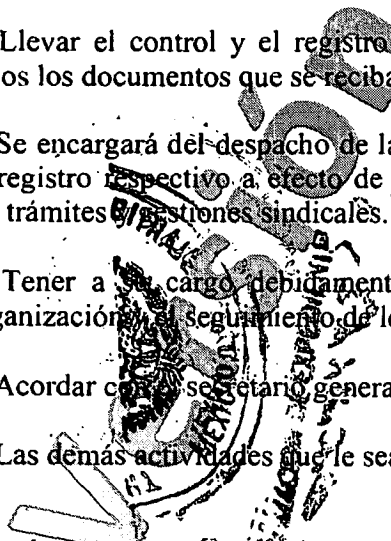 Llevar el control y el registro
os los documentos que se reciba
Se encargará del despacho de la
registro respectivo a efecto de
trámites gestiones sindicales.
Tener a su cargo debidament
ganización y el seguimiento de lo
Acordar con secretario genera
Las demás actividades que le sea